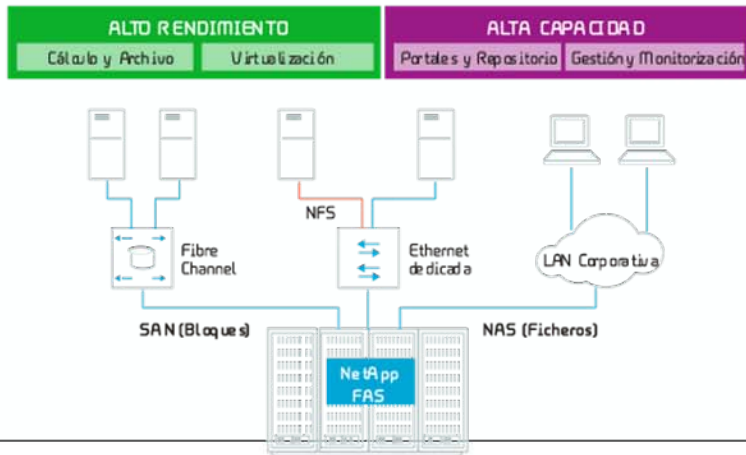 ALTO RENDIMIENTO
Cálculo y Archivo
Virtualización
ALTA CAPACIDAD
Portales y Repositorio
Gestión y Monitorización
NFS
Fibre
Channel
Ethernet
dedicada
LAN Corporativa
SAN (Bloques)
NAS (Ficheros)
NetApp
FAS